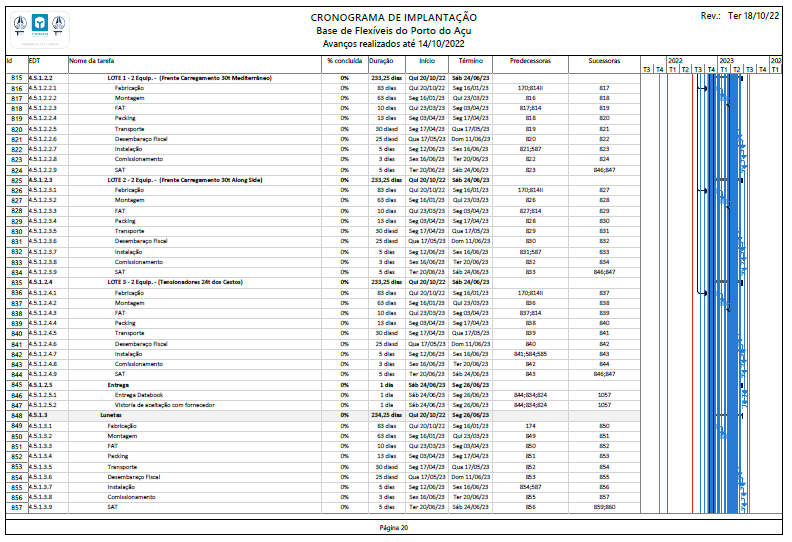 CRONOGRAMA DE IMPLANTAÇÃO
Base de Flexíveis do Porto do Açu
Avanços realizados até 14/10/2022
Rev.: Ter 18/10/22
Id EDT Nome da tarefa % concluída Duração Início Término Predecessoras Sucessoras 2022 2023 202
T3 T4 T1 T2 T3 T4 T1 T2 T3 T4 T1
815 4.5.1.2.2 LOTE 1 - 2 Equip. - (Frente Carregamento 30t Mediterrâneo) 0% 233,25 dias Qui 20/10/22 Sáb 24/06/23
816 4.5.1.2.2.1 Fabricação 0% 83 dias Qui 20/10/22 Seg 16/01/23 170;814II 817
817 4.5.1.2.2.2 Montagem 0% 63 dias Seg 16/01/23 Qui 23/03/23 816 818
818 4.5.1.2.2.3 FAT 0% 10 dias Qui 23/03/23 Seg 03/04/23 817;814 819
819 4.5.1.2.2.4 Packing 0% 13 dias Seg 03/04/23 Seg 17/04/23 818 820
820 4.5.1.2.2.5 Transporte 0% 30 diasd Seg 17/04/23 Qua 17/05/23 819 821
821 4.5.1.2.2.6 Desembaraço Fiscal 0% 25 diasd Qua 17/05/23 Dom 11/06/23 820 822
822 4.5.1.2.2.7 Instalação 0% 5 dias Seg 12/06/23 Sex 16/06/23 821;587 823
823 4.5.1.2.2.8 Comissionamento 0% 3 dias Sex 16/06/23 Ter 20/06/23 822 824
824 4.5.1.2.2.9 SAT 0% 5 dias Ter 20/06/23 Sáb 24/06/23 823 846;847
825 4.5.1.2.3 LOTE 2 - 2 Equip. - (Frente Carregamento 30t Along Side) 0% 233,25 dias Qui 20/10/22 Sáb 24/06/23
826 4.5.1.2.3.1 Fabricação 0% 83 dias Qui 20/10/22 Seg 16/01/23 170;814II 827
827 4.5.1.2.3.2 Montagem 0% 63 dias Seg 16/01/23 Qui 23/03/23 826 828
828 4.5.1.2.3.3 FAT 0% 10 dias Qui 23/03/23 Seg 03/04/23 827;814 829
829 4.5.1.2.3.4 Packing 0% 13 dias Seg 03/04/23 Seg 17/04/23 828 830
830 4.5.1.2.3.5 Transporte 0% 30 diasd Seg 17/04/23 Qua 17/05/23 829 831
831 4.5.1.2.3.6 Desembaraço Fiscal 0% 25 diasd Qua 17/05/23 Dom 11/06/23 830 832
832 4.5.1.2.3.7 Instalação 0% 5 dias Seg 12/06/23 Sex 16/06/23 831;587 833
833 4.5.1.2.3.8 Comissionamento 0% 3 dias Sex 16/06/23 Ter 20/06/23 832 834
834 4.5.1.2.3.9 SAT 0% 5 dias Ter 20/06/23 Sáb 24/06/23 833 846;847
835 4.5.1.2.4 LOTE 3 - 2 Equip. - (Tensionadores 24t dos Cestos) 0% 233,25 dias Qui 20/10/22 Sáb 24/06/23
836 4.5.1.2.4.1 Fabricação 0% 83 dias Qui 20/10/22 Seg 16/01/23 170;814II 837
837 4.5.1.2.4.2 Montagem 0% 63 dias Seg 16/01/23 Qui 23/03/23 836 838
838 4.5.1.2.4.3 FAT 0% 10 dias Qui 23/03/23 Seg 03/04/23 837;814 839
839 4.5.1.2.4.4 Packing 0% 13 dias Seg 03/04/23 Seg 17/04/23 838 840
840 4.5.1.2.4.5 Transporte 0% 30 diasd Seg 17/04/23 Qua 17/05/23 839 841
841 4.5.1.2.4.6 Desembaraço Fiscal 0% 25 diasd Qua 17/05/23 Dom 11/06/23 840 842
842 4.5.1.2.4.7 Instalação 0% 5 dias Seg 12/06/23 Sex 16/06/23 841;584;585 843
843 4.5.1.2.4.8 Comissionamento 0% 3 dias Sex 16/06/23 Ter 20/06/23 842 844
844 4.5.1.2.4.9 SAT 0% 5 dias Ter 20/06/23 Sáb 24/06/23 843 846;847
845 4.5.1.2.5 Entrega 0% 1 dia Sáb 24/06/23 Seg 26/06/23
846 4.5.1.2.5.1 Entrega Databook 0% 1 dia Sáb 24/06/23 Seg 26/06/23 844;834;824 1057
847 4.5.1.2.5.2 Vistoria de aceitação com fornecedor 0% 1 dia Sáb 24/06/23 Seg 26/06/23 844;834;824 1057
848 4.5.1.3 Lunetas 0% 234,25 dias Qui 20/10/22 Seg 26/06/23
849 4.5.1.3.1 Fabricação 0% 83 dias Qui 20/10/22 Seg 16/01/23 174 850
850 4.5.1.3.2 Montagem 0% 63 dias Seg 16/01/23 Qui 23/03/23 849 851
851 4.5.1.3.3 FAT 0% 10 dias Qui 23/03/23 Seg 03/04/23 850 852
852 4.5.1.3.4 Packing 0% 13 dias Seg 03/04/23 Seg 17/04/23 851 853
853 4.5.1.3.5 Transporte 0% 30 diasd Seg 17/04/23 Qua 17/05/23 852 854
854 4.5.1.3.6 Desembaraço Fiscal 0% 25 diasd Qua 17/05/23 Dom 11/06/23 853 855
855 4.5.1.3.7 Instalação 0% 5 dias Seg 12/06/23 Sex 16/06/23 854;587 856
856 4.5.1.3.8 Comissionamento 0% 3 dias Sex 16/06/23 Ter 20/06/23 855 857
857 4.5.1.3.9 SAT 0% 5 dias Ter 20/06/23 Sáb 24/06/23 856 859;860
Página 20